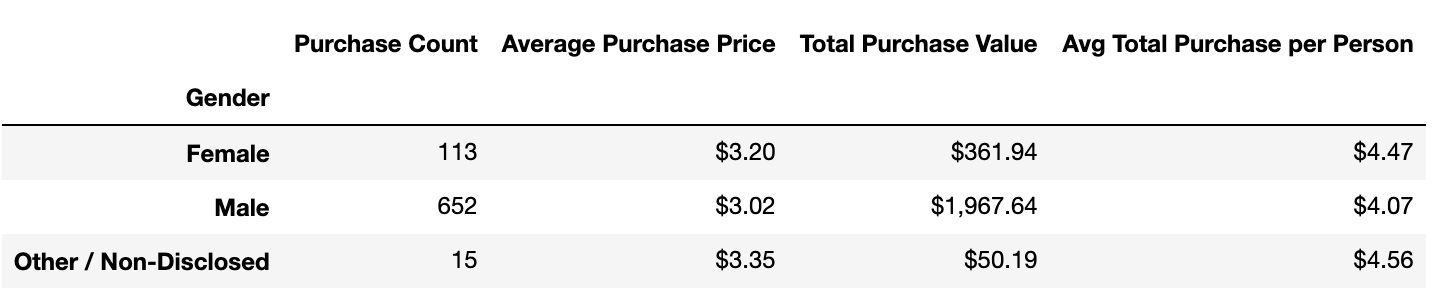 Purchase Count Average Purchase Price Total Purchase Value Avg Total Purchase per Person
Gender
Female 113 $3.20 $361.94 $4.47
Male 652 $3.02 $1,967.64 $4.07
Other / Non-Disclosed 15 $3.35 $50.19 $4.56